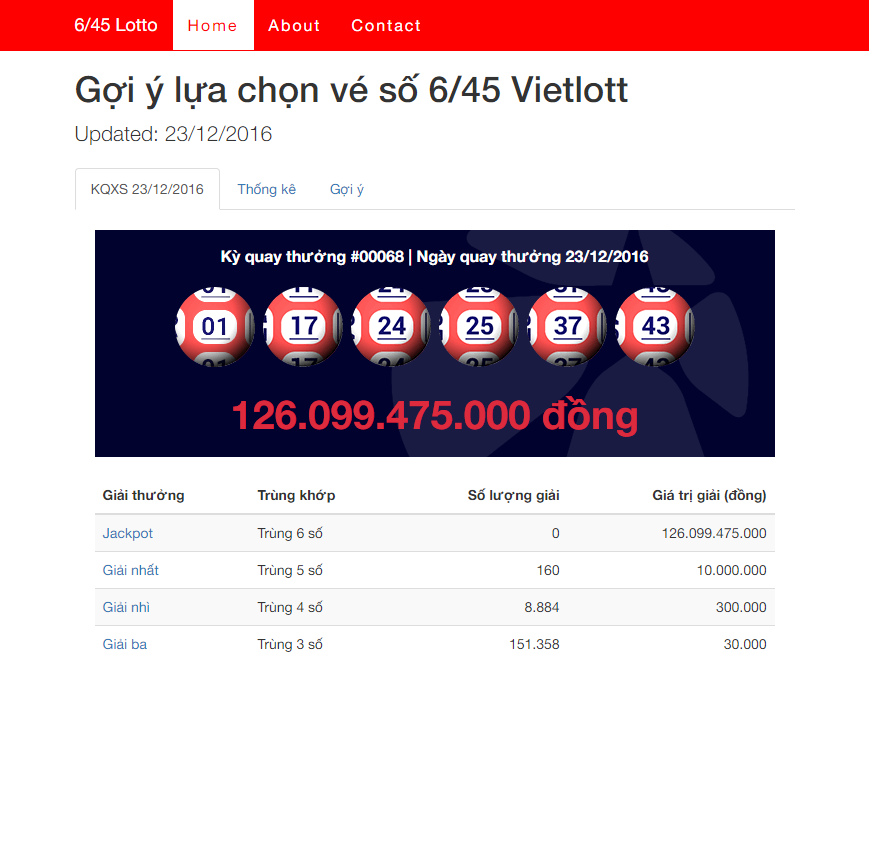 6/45 Lotto Home About Contact
Gợi ý lựa chọn vé số 6/45 Vietlott
Updated: 23/12/2016
KQXS 23/12/2016 Thống kê Gợi ý
Kỳ quay thưởng #00068 | Ngày quay thưởng 23/12/2016
01 17 24 25 37 43
126.099.475.000 đồng
Giải thưởng Trùng khớp Số lượng giải Giá trị giải (đồng)
Jackpot Trùng 6 số 0 126.099.475.000
Giải nhất Trùng 5 số 160 10.000.000
Giải nhì Trùng 4 số 8.884 300.000
Giải ba Trùng 3 số 151.358 30.000